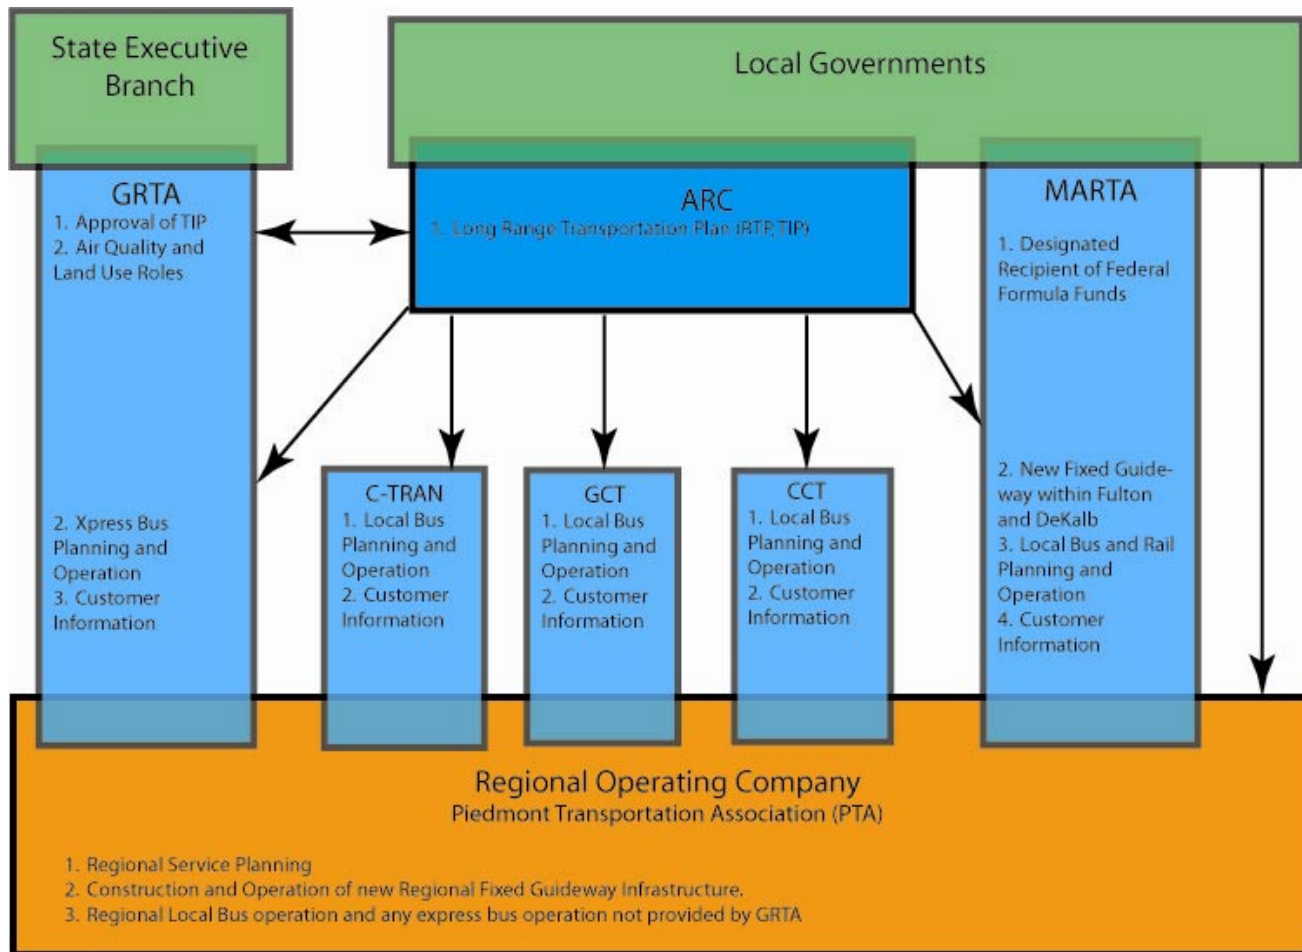 State Executive
Branch
Local Governments
GRTA
1. Approval of TIP
2. Air Quality and
Land Use Roles
2. Xpress Bus
Planning and
Operation
3. Customer
Information
ARC
1. Long Range Transportation Plan (RTP,TIP)
MARTA
1. Designated
Recipient of Federal
Formula Funds
2. New Fixed Guide-
way within Fulton
and DeKalb
3. Local Bus and Rail
Planning and
Operation
4. Customer
Information
C-TRAN
1. Local Bus
Planning and
Operation
2. Customer
Information
GCT
1. Local Bus
Planning and
Operation
2. Customer
Information
CCT
1. Local Bus
Planning and
Operation
2. Customer
Information
Regional Operating Company
Piedmont Transportation Association (PTA)
1. Regional Service Planning
2. Construction and Operation of new Regional Fixed Guideway Infrastructure.
3. Regional Local Bus operation and any express bus operation not provided by GRTA